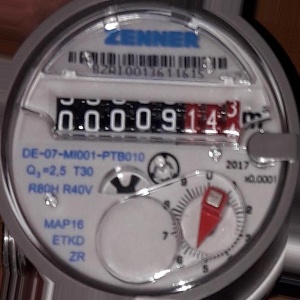 ZENNER
8ZRI0013611615
00009143 m³
DE-07-MI001-PTB010
Q₃=2,5 T30
R80H R40V
2017
x0,0001
MAP16
ETKD
ZR